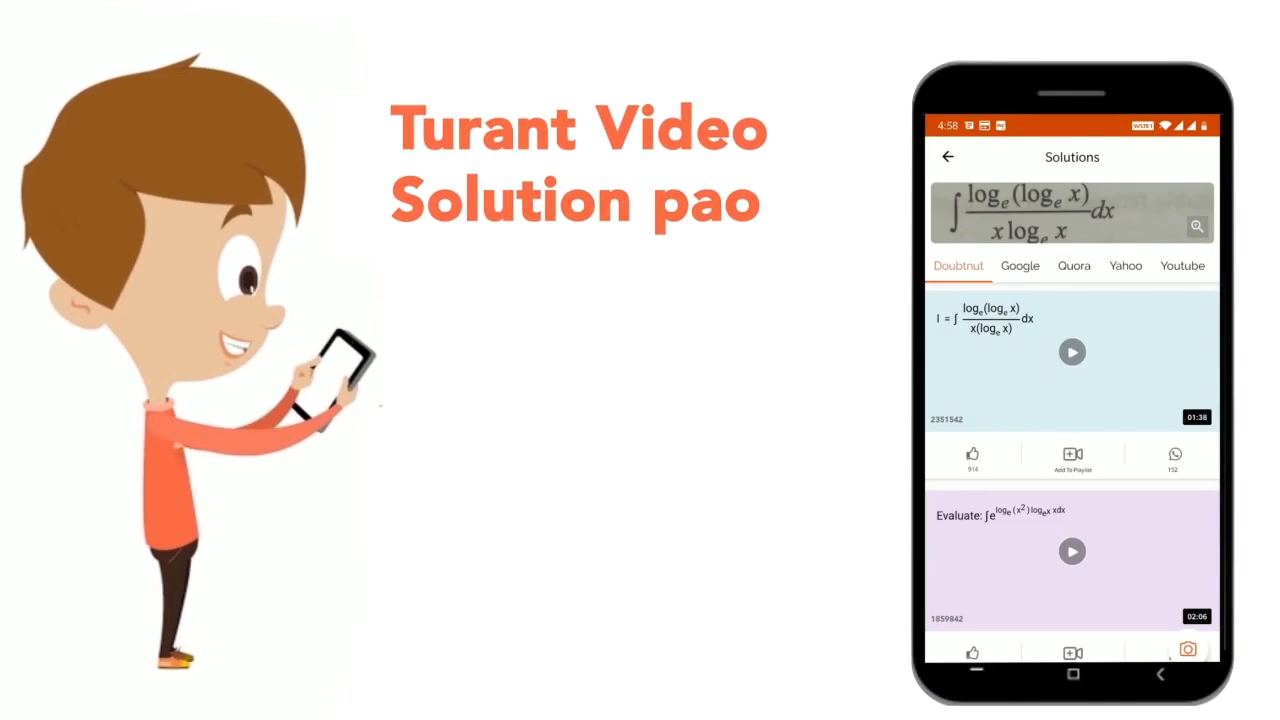 Turant Video
Solution pao
4:58
VoLTE1
Solutions
∫ logₑ(logₑ x) / x logₑ x dx
Doubtnut Google Quora Yahoo Youtube
I = ∫ logₑ(logₑ x) / x(logₑ x) dx
2351542
01:38
914 Add To Playlist 152
Evaluate: ∫e^logₑ(x²)logₑx xdx
1859842
02:06